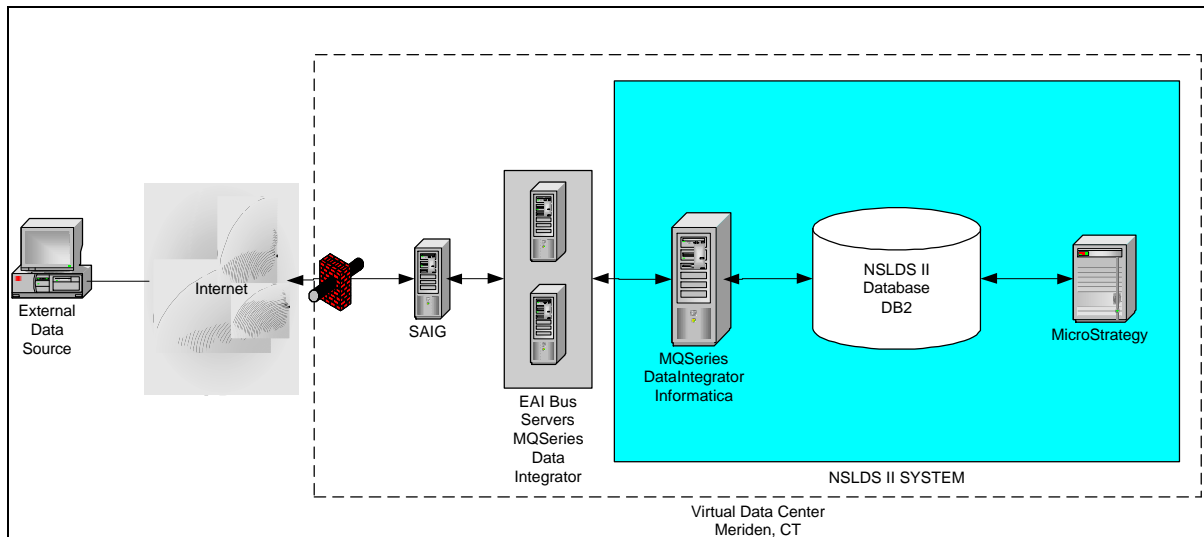 External
Data
Source
Internet
SAIG
EAI Bus
Servers
MQSeries
Data
Integrator
MQSeries
DataIntegrator
Informatica
NSLDS II
Database
DB2
MicroStrategy
NSLDS II SYSTEM
Virtual Data Center
Meriden, CT